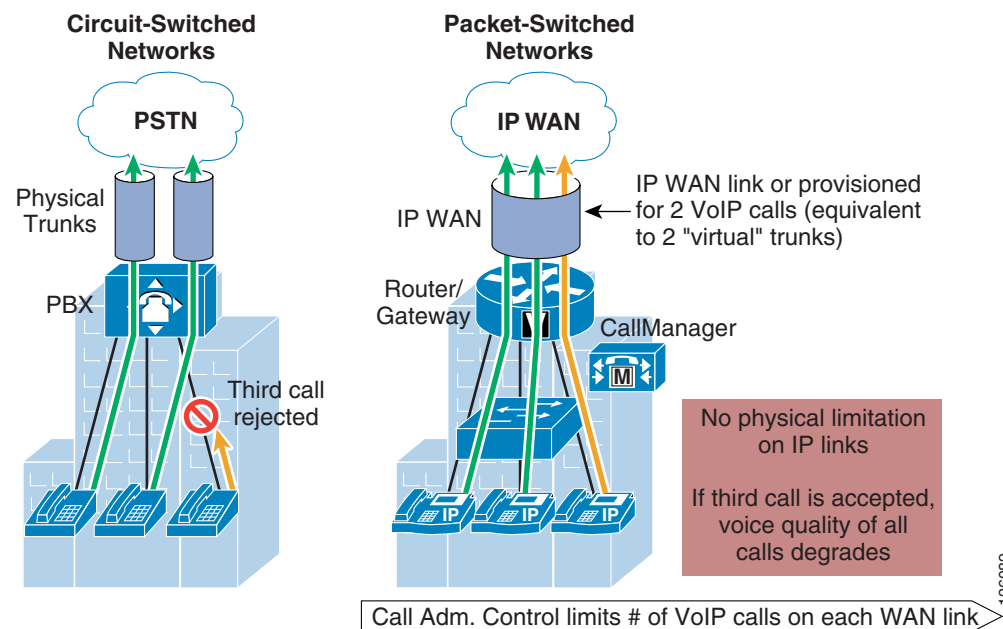 Circuit-Switched
Networks
PSTN
Physical
Trunks
PBX
Third call
rejected
Packet-Switched
Networks
IP WAN
IP WAN
IP WAN link or provisioned
for 2 VoIP calls (equivalent
to 2 "virtual" trunks)
Router/
Gateway
CallManager
M
No physical limitation
on IP links
If third call is accepted,
voice quality of all
calls degrades
IP
IP
IP
Call Adm. Control limits # of VoIP calls on each WAN link